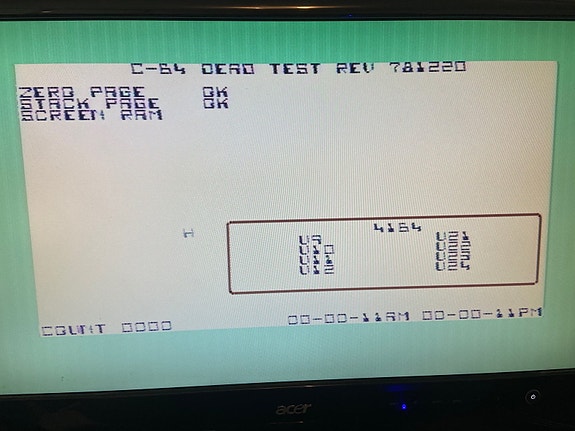 C-64 DEAD TEST REV 781220
ZERO PAGE OK
STACK PAGE OK
SCREEN RAM
H
4164
U9 U21
U10 U22
U11 U23
U12 U24
COUNT 0000 00-00-11AM 00-00-11PM
acer